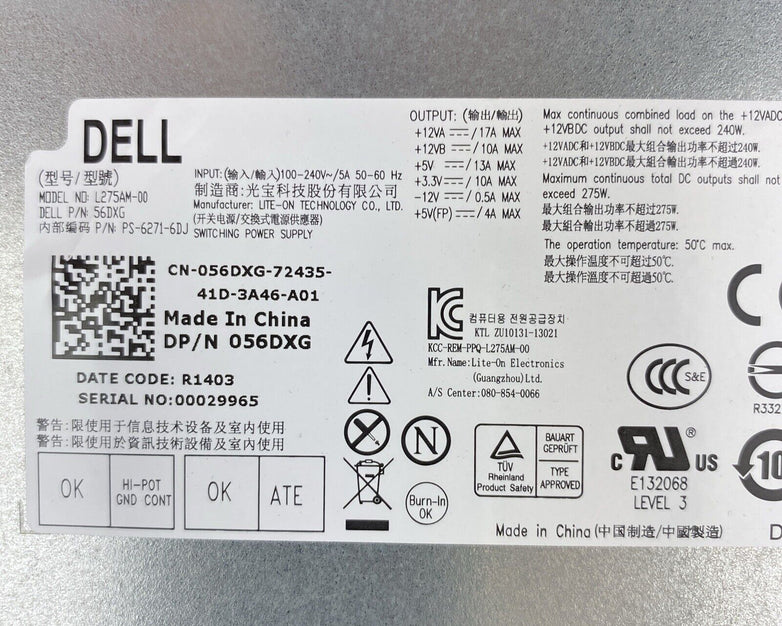 DELL
(型号/型號)
MODEL NO: L275AM-00
DELL P/N: 56DXG
内部编码 P/N: PS-6271-6DJ
INPUT: (输入/輸入)100-240V~/5A 50-60 Hz
制造商:光宝科技股份有限公司
Manufacturer: LITE-ON TECHNOLOGY CO., LTD.
(开关电源/交換式電源供應器)
SWITCHING POWER SUPPLY
OUTPUT: (输出/輸出)
+12VA ⎓/17A MAX
+12VB ⎓/10A MAX
+5V ⎓/13A MAX
+3.3V⎓/ 10A MAX
-12V ⎓/ 0.5A MAX
+5V(FP)⎓/ 4A MAX
Max continuous combined load on the +12VADC
+12VBDC output shall not exceed 240W.
+12VADC和+12VBDC最大组合输出功率不超过240W.
+12VADC和+12VBDC最大組合輸出功率不超過240W.
Maximum continuous total DC outputs shall not
exceed 275W.
最大组合输出功率不超过275W.
最大組合輸出功率不超過275W.
The operation temperature: 50°C max.
最大操作温度不可超过50°C.
最大操作溫度不可超過50°C.
CN-056DXG-72435-
41D-3A46-A01
Made In China
DP/N 056DXG
DATE CODE: R1403
SERIAL NO:00029965
警告:限使用于信息技术设备及室内使用
警告:限使用於資訊技術設備及室內使用
OK
HI-POT
GND CONT
OK
ATE
컴퓨터용 전원공급장치
KTL ZU10131-13021
KCC-REM-PPQ-L275AM-00
Mfr.Name:Lite-On Electronics
(Guangzhou)Ltd.
A/S Center:080-854-0066
N
Burn-In
OK
TÜV
Rheinland
Product Safety
BAUART
GEPRÜFT
TYPE
APPROVED
CCC S&E
c RU ® US
E132068
LEVEL 3
R332
10
Made in China(中国制造/中國製造)
D